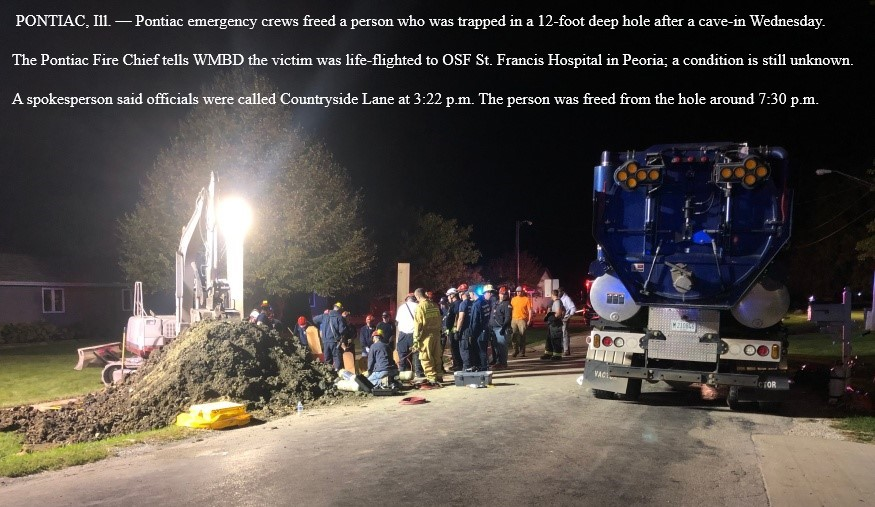 PONTIAC, Ill. — Pontiac emergency crews freed a person who was trapped in a 12-foot deep hole after a cave-in Wednesday.
The Pontiac Fire Chief tells WMBD the victim was life-flighted to OSF St. Francis Hospital in Peoria; a condition is still unknown.
A spokesperson said officials were called Countryside Lane at 3:22 p.m. The person was freed from the hole around 7:30 p.m.
VACTOR